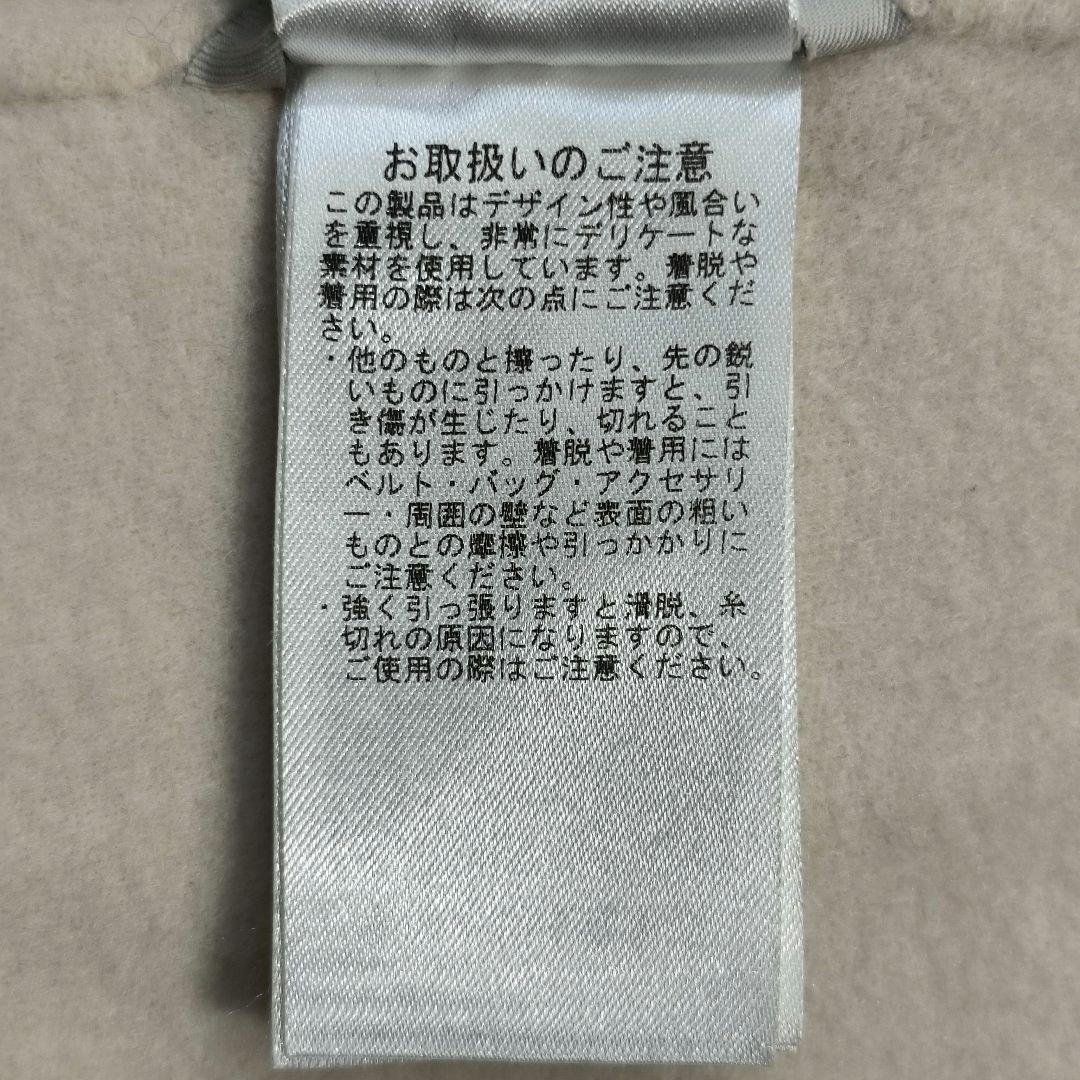 お取扱いのご注意
この製品はデザイン性や風合い
を重視し、非常にデリケートな
素材を使用しています。着脱や
着用の際は次の点にご注意くだ
さい。
・他のものと擦ったり、先の鋭
いものに引っかけますと、引
き傷が生じたり、切れること
もあります。着脱や着用には
ベルト・バッグ・アクセサリ
ー・周囲の壁など表面の粗い
ものとの摩擦や引っかかりに
ご注意ください。
・強く引っ張りますと滑脱、糸
切れの原因になりますので、
ご使用の際はご注意ください。